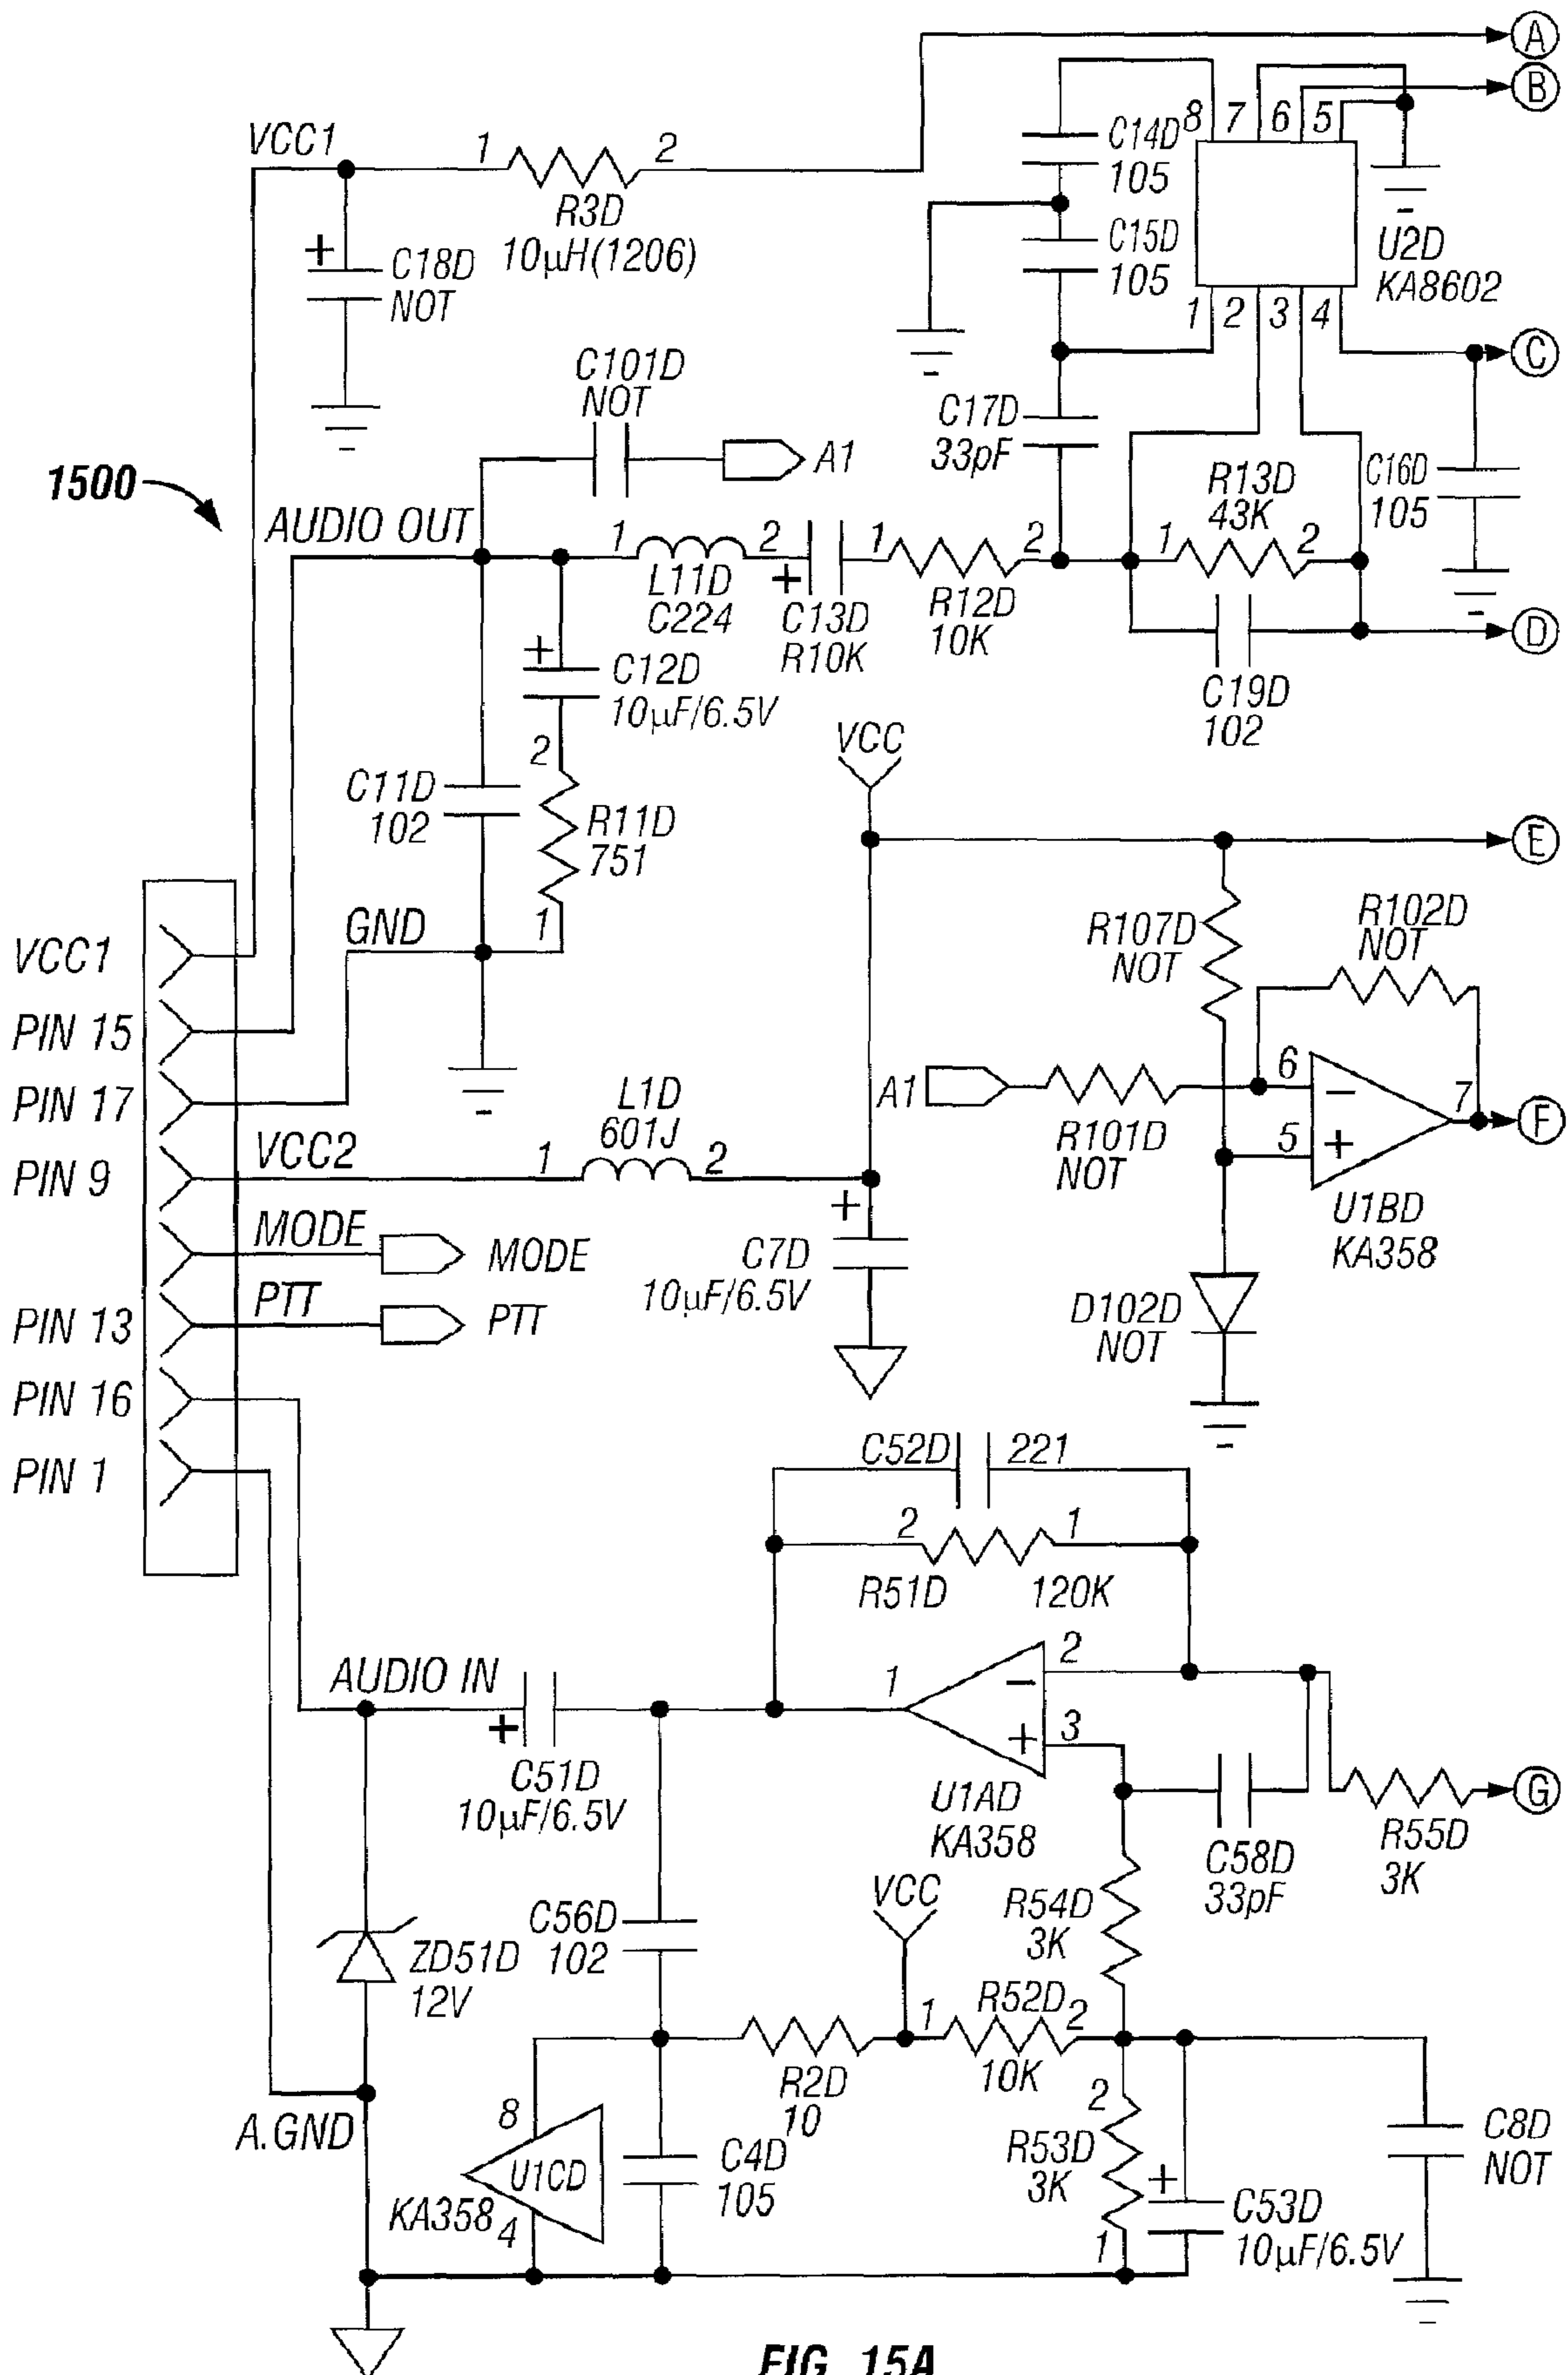 A
B
8 7 6 5
C14D
105
VCC1
1
2
R3D
10µH(1206)
+
C18D
NOT
C15D
105
U2D
KA8602
1 2 3 4
C
C101D
NOT
A1
C17D
33pF
1500
AUDIO OUT
1
2
L11D
C224
+
C13D
R10K
1
2
R12D
10K
R13D
43K
1
2
C16D
105
D
C19D
102
+
C12D
10µF/6.5V
VCC
2
C11D
102
R11D
751
1
E
GND
R107D
NOT
R102D
NOT
VCC1
PIN 15
PIN 17
PIN 9
PIN 13
PIN 16
PIN 1
L1D
601J
VCC2
1
2
A1
R101D
NOT
6
-
5
+
7
F
U1BD
KA358
MODE
MODE
PTT
PTT
+
C7D
10µF/6.5V
D102D
NOT
C52D
221
2
1
R51D
120K
AUDIO IN
+
C51D
10µF/6.5V
1
2
-
3
+
U1AD
KA358
G
R55D
3K
C58D
33pF
R54D
3K
VCC
C56D
102
ZD51D
12V
A.GND
R2D
10
1
R52D
2
10K
8
U1CD
KA358
4
C4D
105
2
R53D
3K
1
+
C53D
10µF/6.5V
C8D
NOT
FIG. 15A